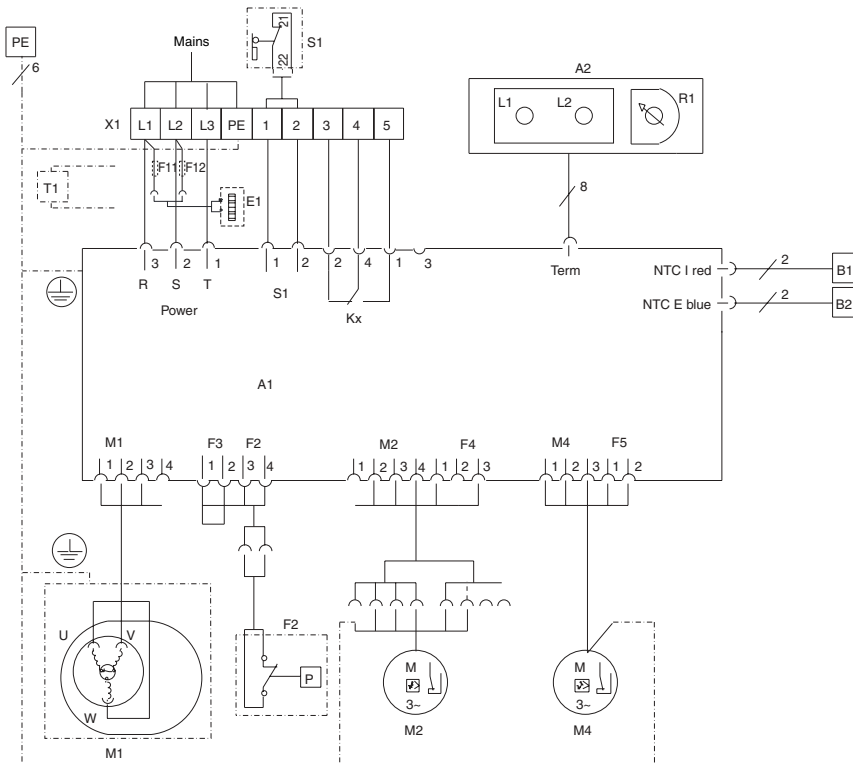 PE
6
Mains
21
22
S1
A2
L1
L2
R1
X1
L1 L2 L3 PE 1 2 3 4 5
F11 F12
T1
E1
8
3 2 1 1 2 2 4 1 3
R S T
S1
Power
Kx
Term
NTC I red
2
B1
NTC E blue
2
B2
A1
M1 F3 F2 M2 F4 M4 F5
1 2 3 4 1 2 3 4 1 2 3 4 1 2 3 1 2 3 1 2
U V
W
M1
F2
P
M
3~
M2
M
3~
M4